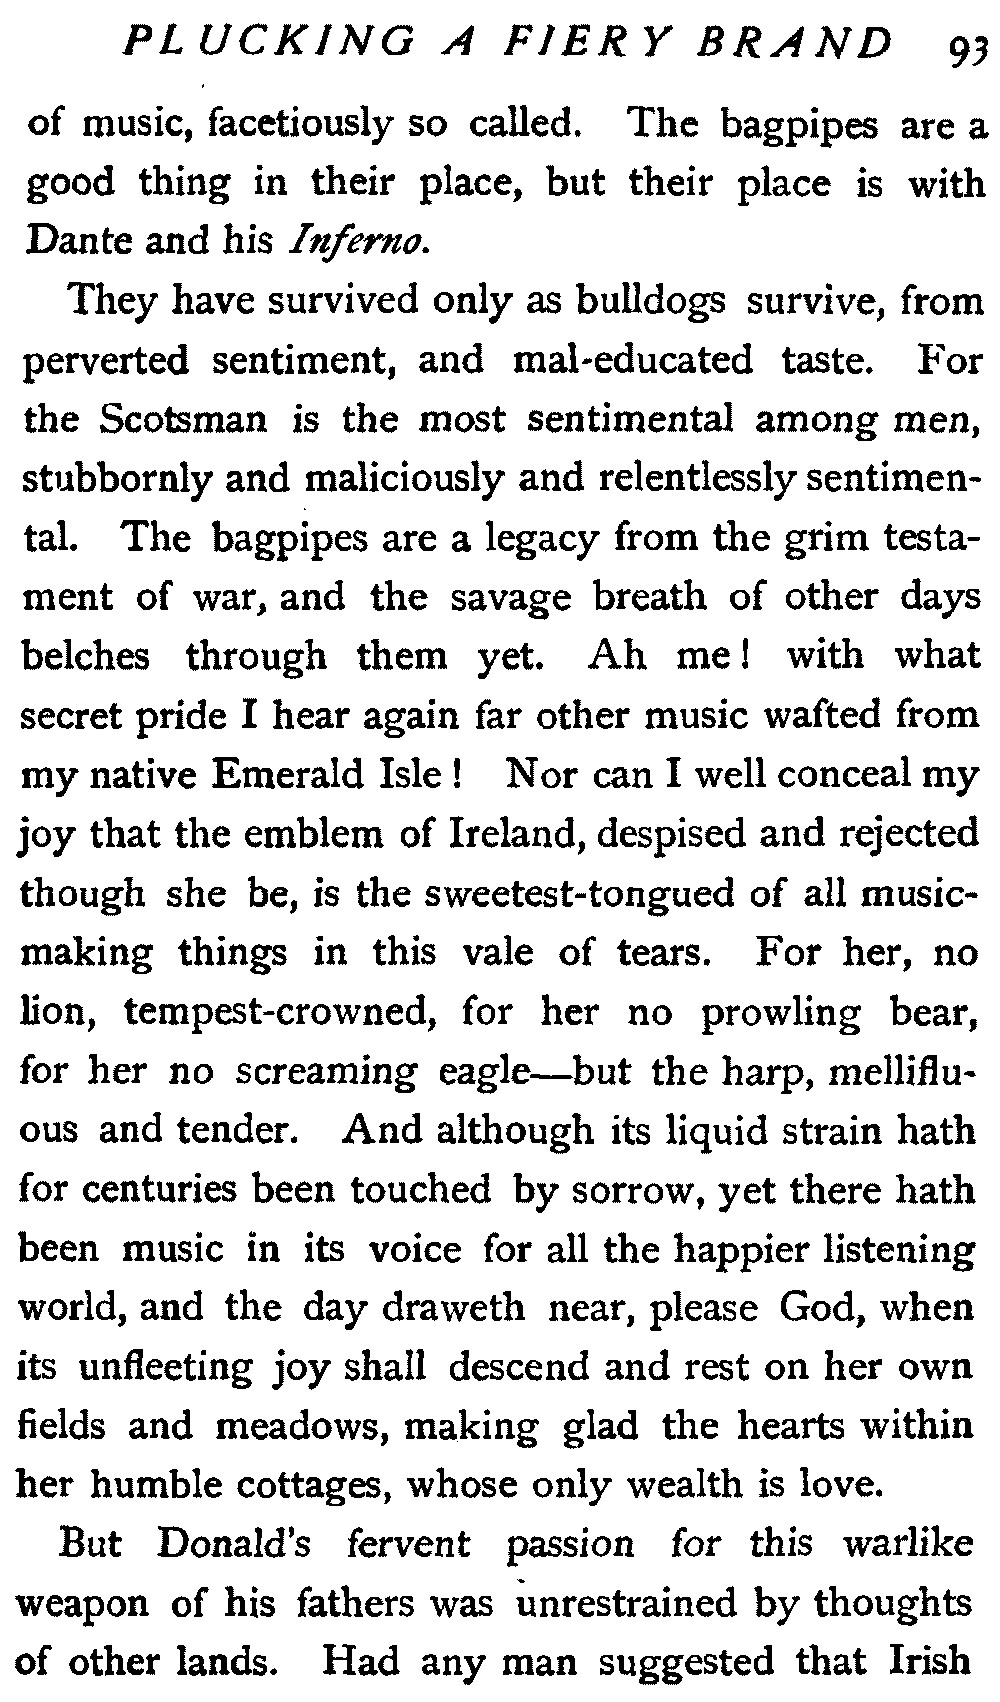 PLUCKING A FIERY BRAND 93
of music, facetiously so called. The bagpipes are a
good thing in their place, but their place is with
Dante and his Inferno.
They have survived only as bulldogs survive, from
perverted sentiment, and mal-educated taste. For
the Scotsman is the most sentimental among men,
stubbornly and maliciously and relentlessly sentimen-
tal. The bagpipes are a legacy from the grim testa-
ment of war, and the savage breath of other days
belches through them yet. Ah me! with what
secret pride I hear again far other music wafted from
my native Emerald Isle! Nor can I well conceal my
joy that the emblem of Ireland, despised and rejected
though she be, is the sweetest-tongued of all music-
making things in this vale of tears. For her, no
lion, tempest-crowned, for her no prowling bear,
for her no screaming eagle—but the harp, melliflu-
ous and tender. And although its liquid strain hath
for centuries been touched by sorrow, yet there hath
been music in its voice for all the happier listening
world, and the day draweth near, please God, when
its unfleeting joy shall descend and rest on her own
fields and meadows, making glad the hearts within
her humble cottages, whose only wealth is love.
But Donald's fervent passion for this warlike
weapon of his fathers was unrestrained by thoughts
of other lands. Had any man suggested that Irish